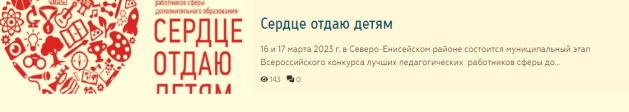 работников сферы
дополнительного образования
СЕРДЦЕ
ОТДАЮ
ДЕТЯМ
Сердце отдаю детям
16 и 17 марта 2023 г. в Северо-Енисейском районе состоится муниципальный этап
Всероссийского конкурса лучших педагогических работников сферы до...
143 0